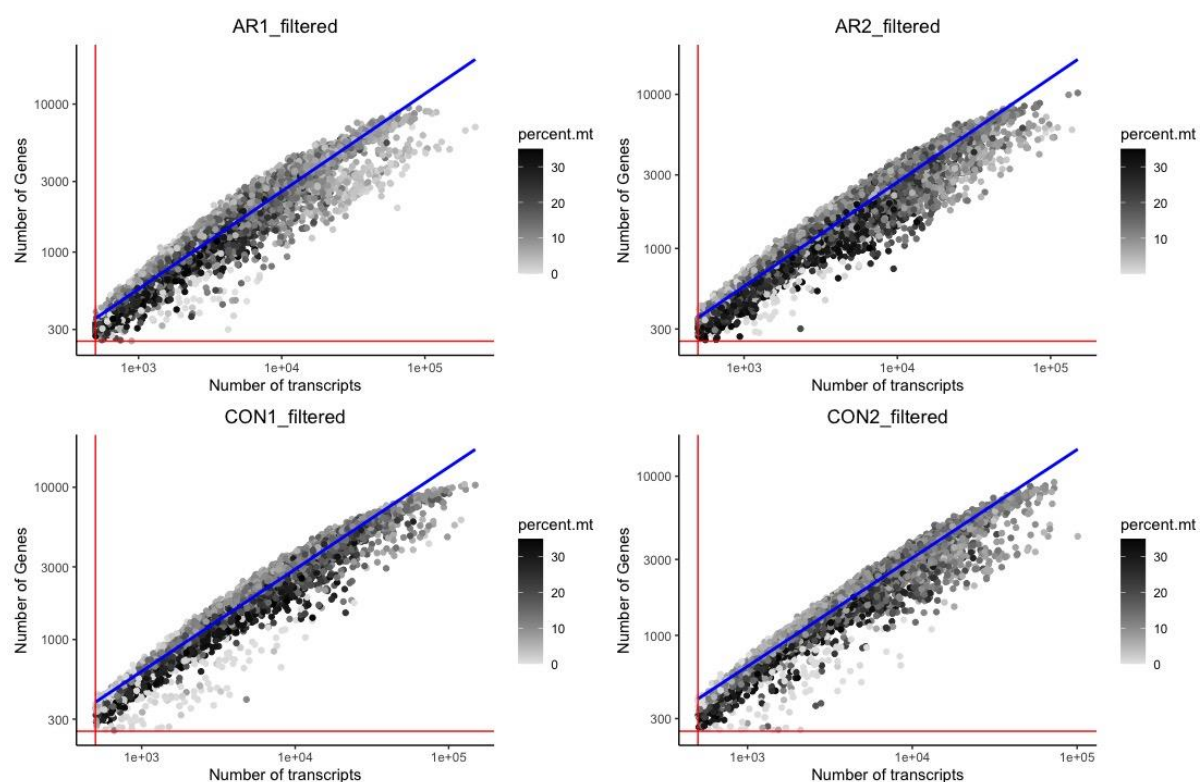 AR1_filtered
10000
3000
1000
300
1e+03
1e+04
1e+05
Number of transcripts
Number of Genes
percent.mt
30
20
10
0
AR2_filtered
10000
3000
1000
300
1e+03
1e+04
1e+05
Number of transcripts
Number of Genes
percent.mt
30
20
10
CON1_filtered
10000
3000
1000
300
1e+03
1e+04
1e+05
Number of transcripts
Number of Genes
percent.mt
30
20
10
0
CON2_filtered
10000
3000
1000
300
1e+03
1e+04
1e+05
Number of transcripts
Number of Genes
percent.mt
30
20
10
0